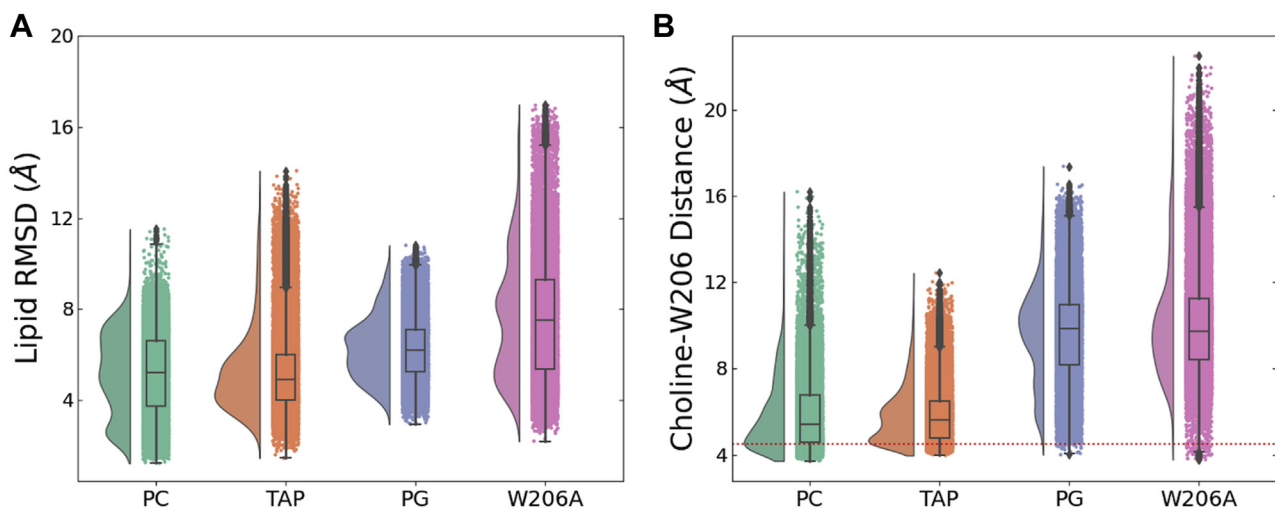 A
Lipid RMSD (Å)
20
16
12
8
4
PC TAP PG W206A
B
Choline-W206 Distance (Å)
20
16
12
8
4
PC TAP PG W206A